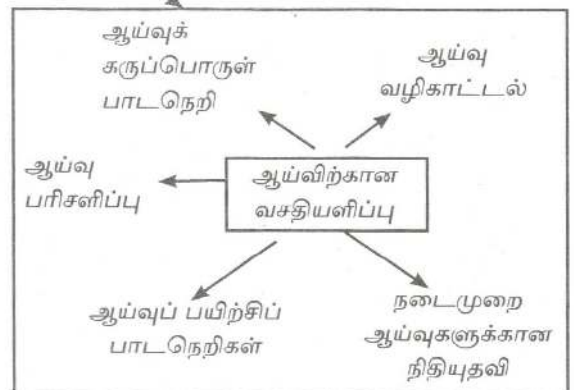 ஆய்வுக்
கருப்பொருள்
பாடநெறி
ஆய்வு
வழிகாட்டல்
ஆய்வு
பரிசளிப்பு
ஆய்விற்கான
வசதியளிப்பு
ஆய்வுப் பயிற்சிப்
பாடநெறிகள்
நடைமுறை
ஆய்வுகளுக்கான
நிதியுதவி